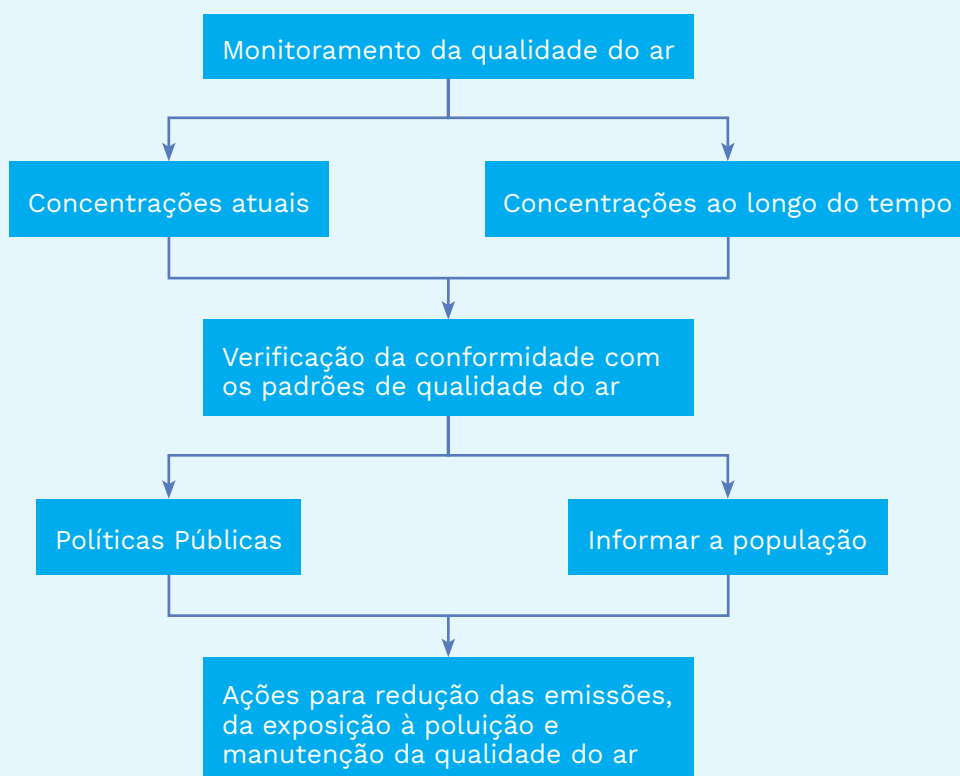 Monitoramento da qualidade do ar
Concentrações atuais
Concentrações ao longo do tempo
Verificação da conformidade com
os padrões de qualidade do ar
Políticas Públicas
Informar a população
Ações para redução das emissões,
da exposição à poluição e
manutenção da qualidade do ar